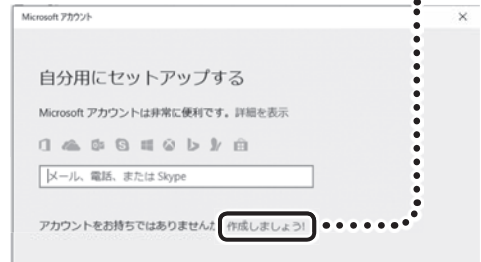 Microsoft アカウント
自分用にセットアップする
Microsoft アカウントは非常に便利です。詳細を表示
メール、電話、または Skype
アカウントをお持ちではありませんか 作成しましょう!